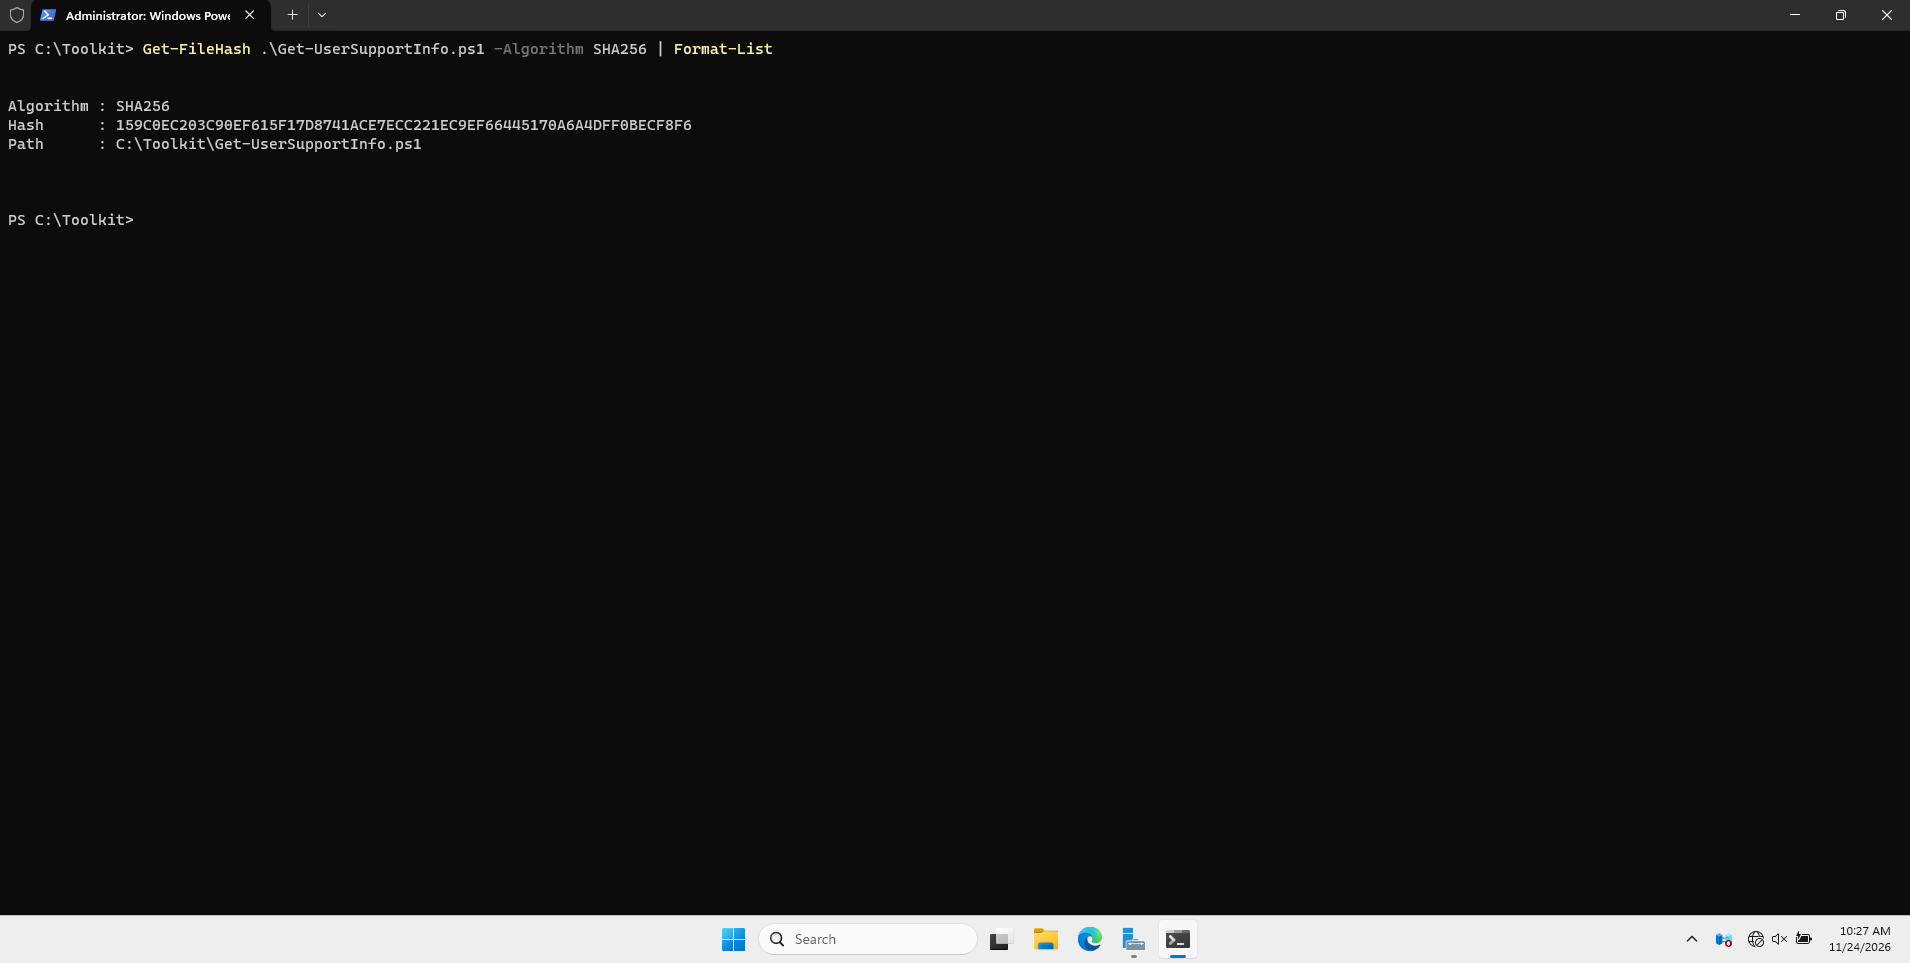 Administrator: Windows Powe
PS C:\Toolkit> Get-FileHash .\Get-UserSupportInfo.ps1 -Algorithm SHA256 | Format-List
Algorithm : SHA256
Hash      : 159C0EC203C90EF615F17D8741ACE7ECC221EC9EF66445170A6A4DFF0BECF8F6
Path      : C:\Toolkit\Get-UserSupportInfo.ps1
PS C:\Toolkit>
Search
10:27 AM
11/24/2026